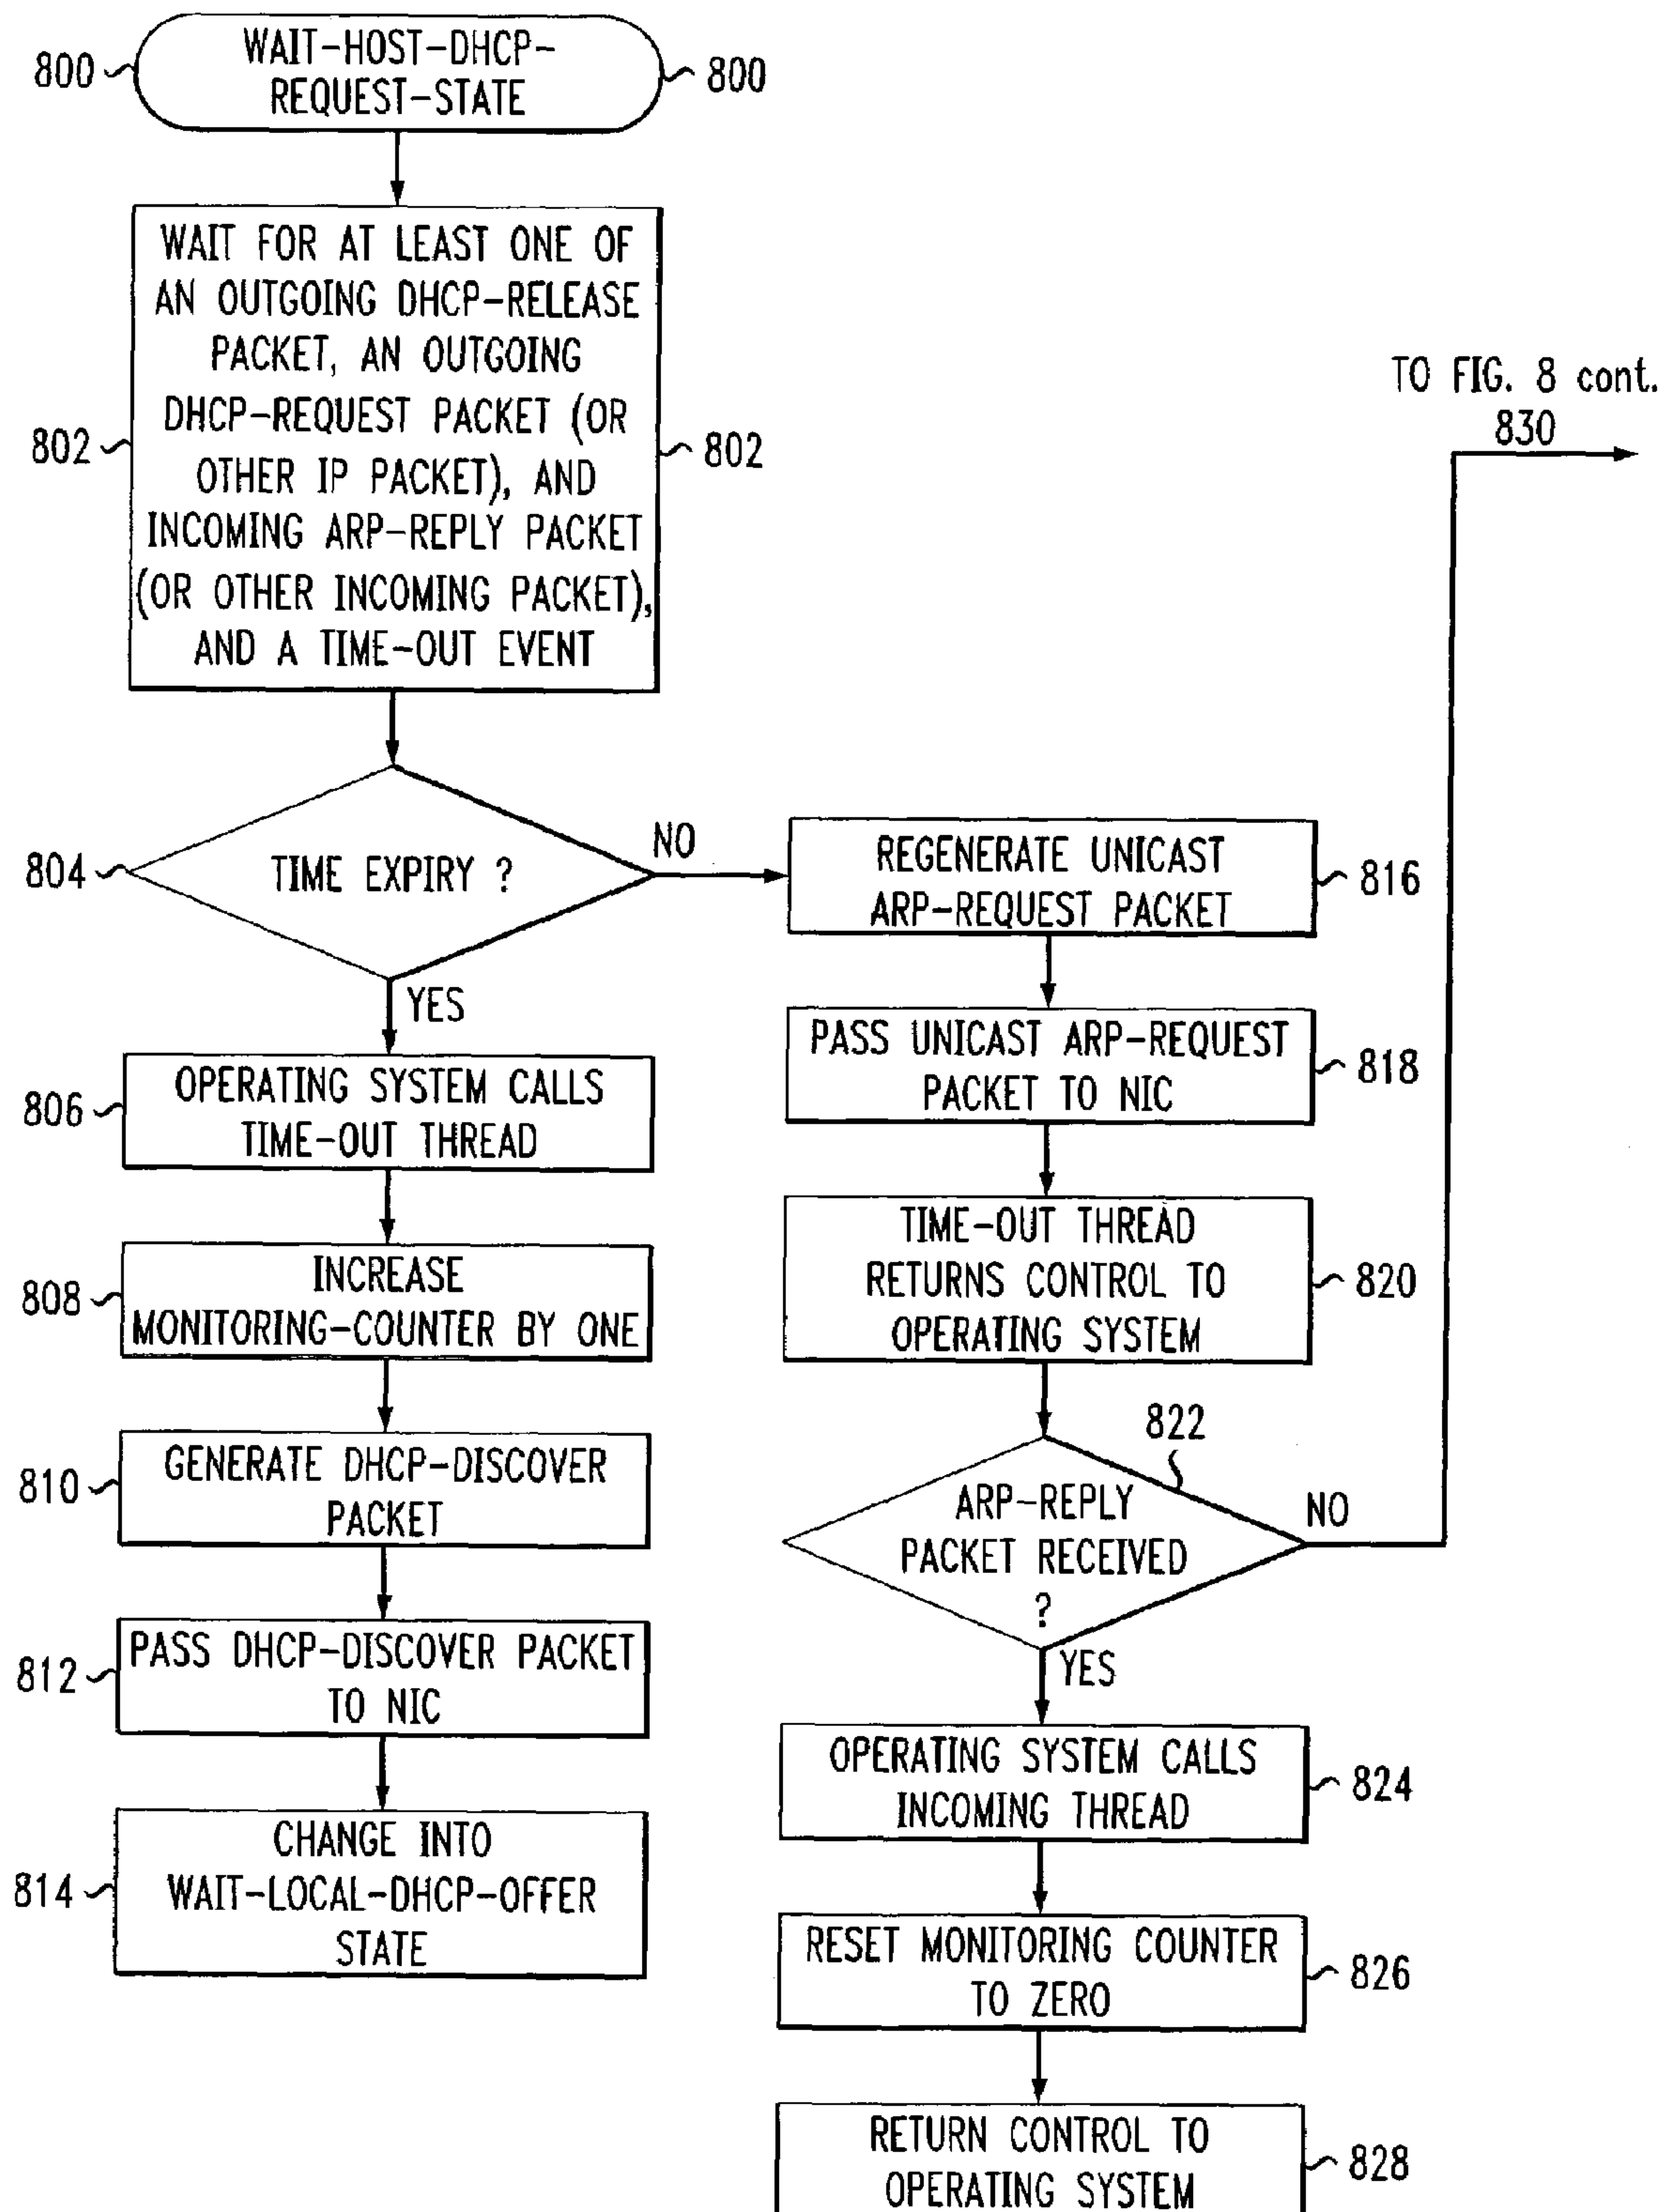 800
WAIT-HOST-DHCP-
REQUEST-STATE
800
WAIT FOR AT LEAST ONE OF
AN OUTGOING DHCP-RELEASE
PACKET, AN OUTGOING
DHCP-REQUEST PACKET (OR
OTHER IP PACKET), AND
INCOMING ARP-REPLY PACKET
(OR OTHER INCOMING PACKET),
AND A TIME-OUT EVENT
802
802
TO FIG. 8 cont.
830
804
TIME EXPIRY ?
NO
YES
806
OPERATING SYSTEM CALLS
TIME-OUT THREAD
808
INCREASE
MONITORING-COUNTER BY ONE
810
GENERATE DHCP-DISCOVER
PACKET
812
PASS DHCP-DISCOVER PACKET
TO NIC
814
CHANGE INTO
WAIT-LOCAL-DHCP-OFFER
STATE
REGENERATE UNICAST
ARP-REQUEST PACKET
816
PASS UNICAST ARP-REQUEST
PACKET TO NIC
818
TIME-OUT THREAD
RETURNS CONTROL TO
OPERATING SYSTEM
820
822
ARP-REPLY
PACKET RECEIVED
?
NO
YES
OPERATING SYSTEM CALLS
INCOMING THREAD
824
RESET MONITORING COUNTER
TO ZERO
826
RETURN CONTROL TO
OPERATING SYSTEM
828